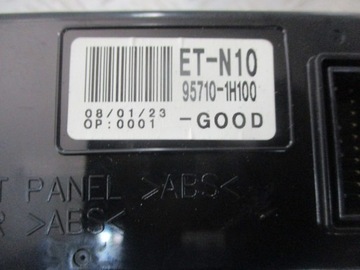 ET-N10
95710-1H100
08/01/23
OP:0001 -GOOD
T PANEL >ABS<
R >ABS<